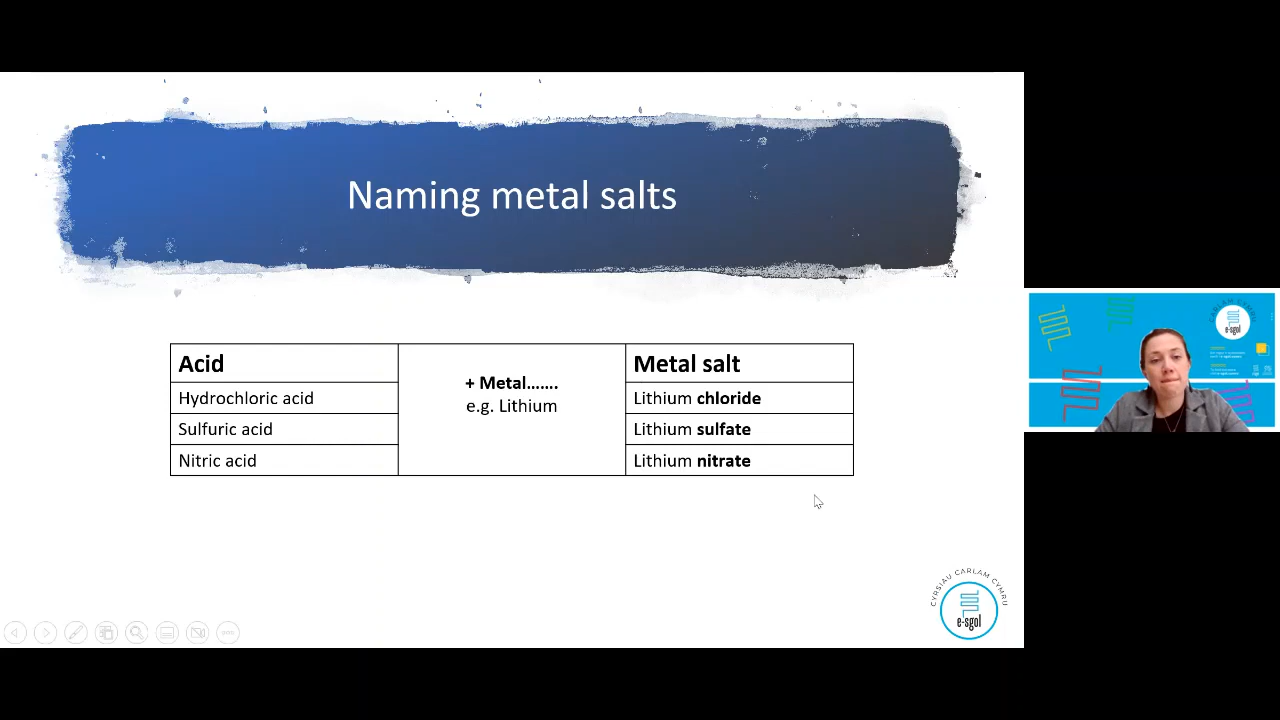 Naming metal salts
Acid
+ Metal.......
e.g. Lithium
Metal salt
Hydrochloric acid
Lithium chloride
Sulfuric acid
Lithium sulfate
Nitric acid
Lithium nitrate
CYRSIAU CARLAM CYMRU
e-sgol
e-sgol